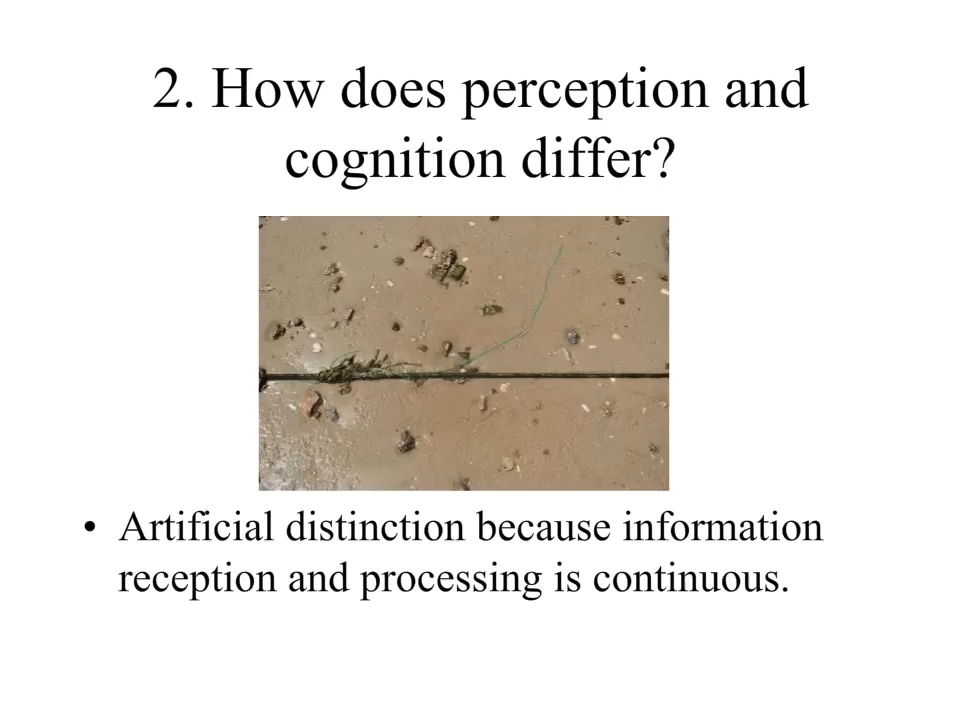 2. How does perception and
cognition differ?
• Artificial distinction because information
reception and processing is continuous.